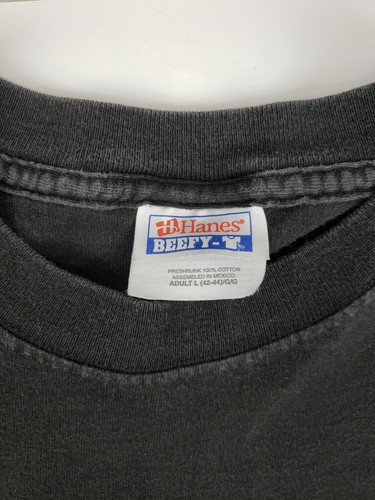 Hanes
BEEFY-
PRESHRUNK 100% COTTON
ASSEMBLED IN MEXICO
ADULT L (42-44)/G/G